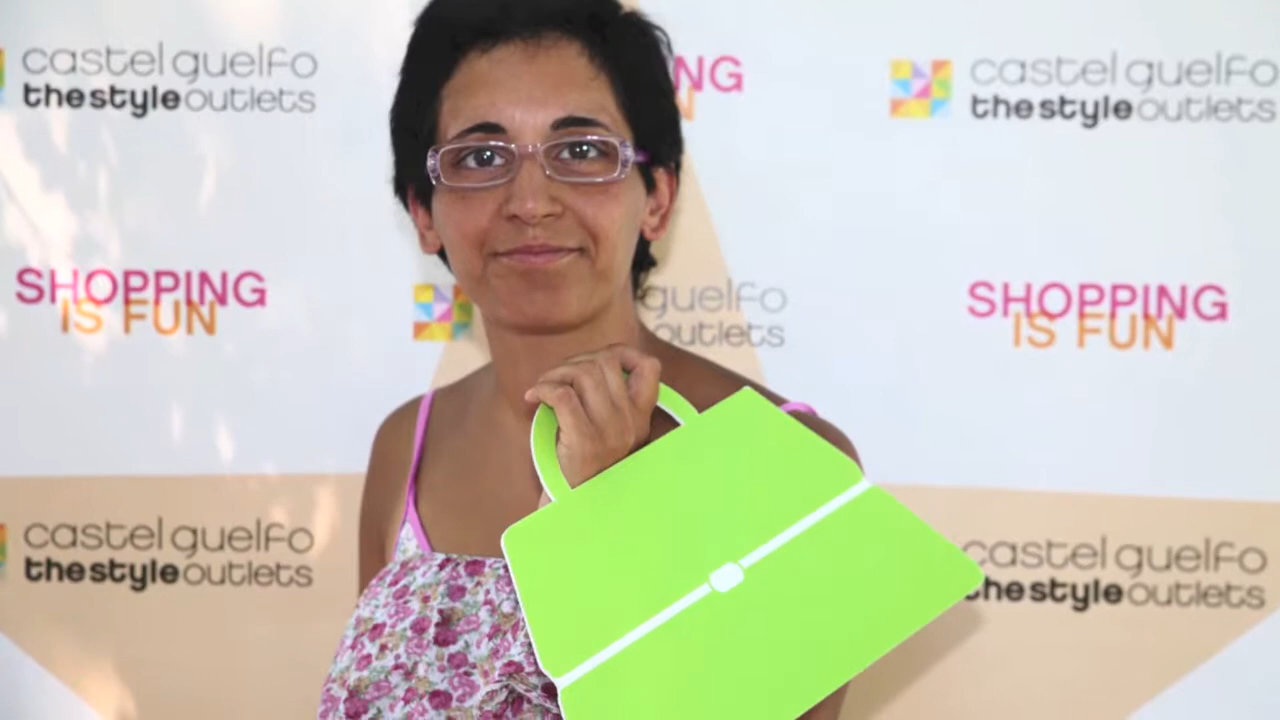 castel guelfo
thestyleoutlets
NG
N
castel guelfo
thestyleoutlets
SHOPPING
IS FUN
guelfo
outlets
SHOPPING
IS FUN
castel guelfo
thestyleoutlets
castel guelfo
thestyleoutlets